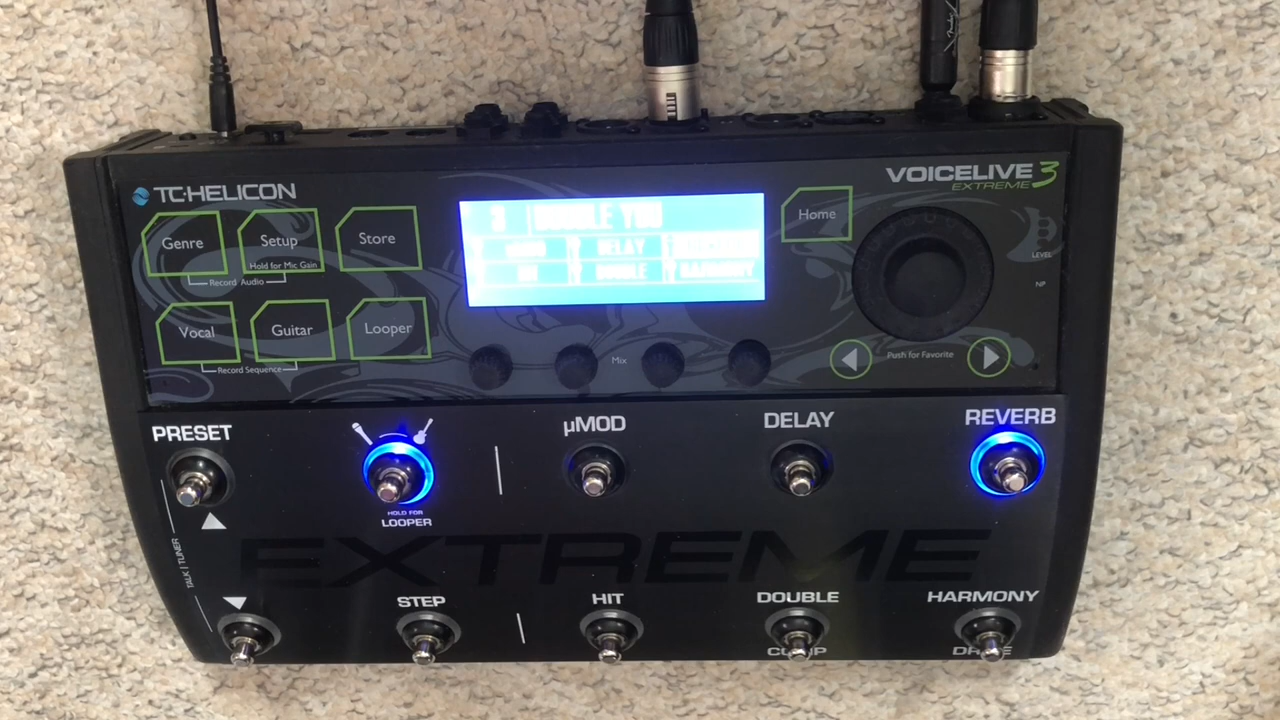 TC·HELICON
VOICELIVE 3
EXTREME
Genre
Setup
Hold for Mic Gain
Store
Record Audio
Vocal
Guitar
Looper
Record Sequence
3 DOUBLE YOU
DELAY
HIT DOUBLE HARMONY
Home
LEVEL
Mix
Push for Favorite
PRESET
µMOD
DELAY
REVERB
HOLD FOR
LOOPER
EXTREME
TALK | TUNER
STEP
HIT
DOUBLE
HARMONY